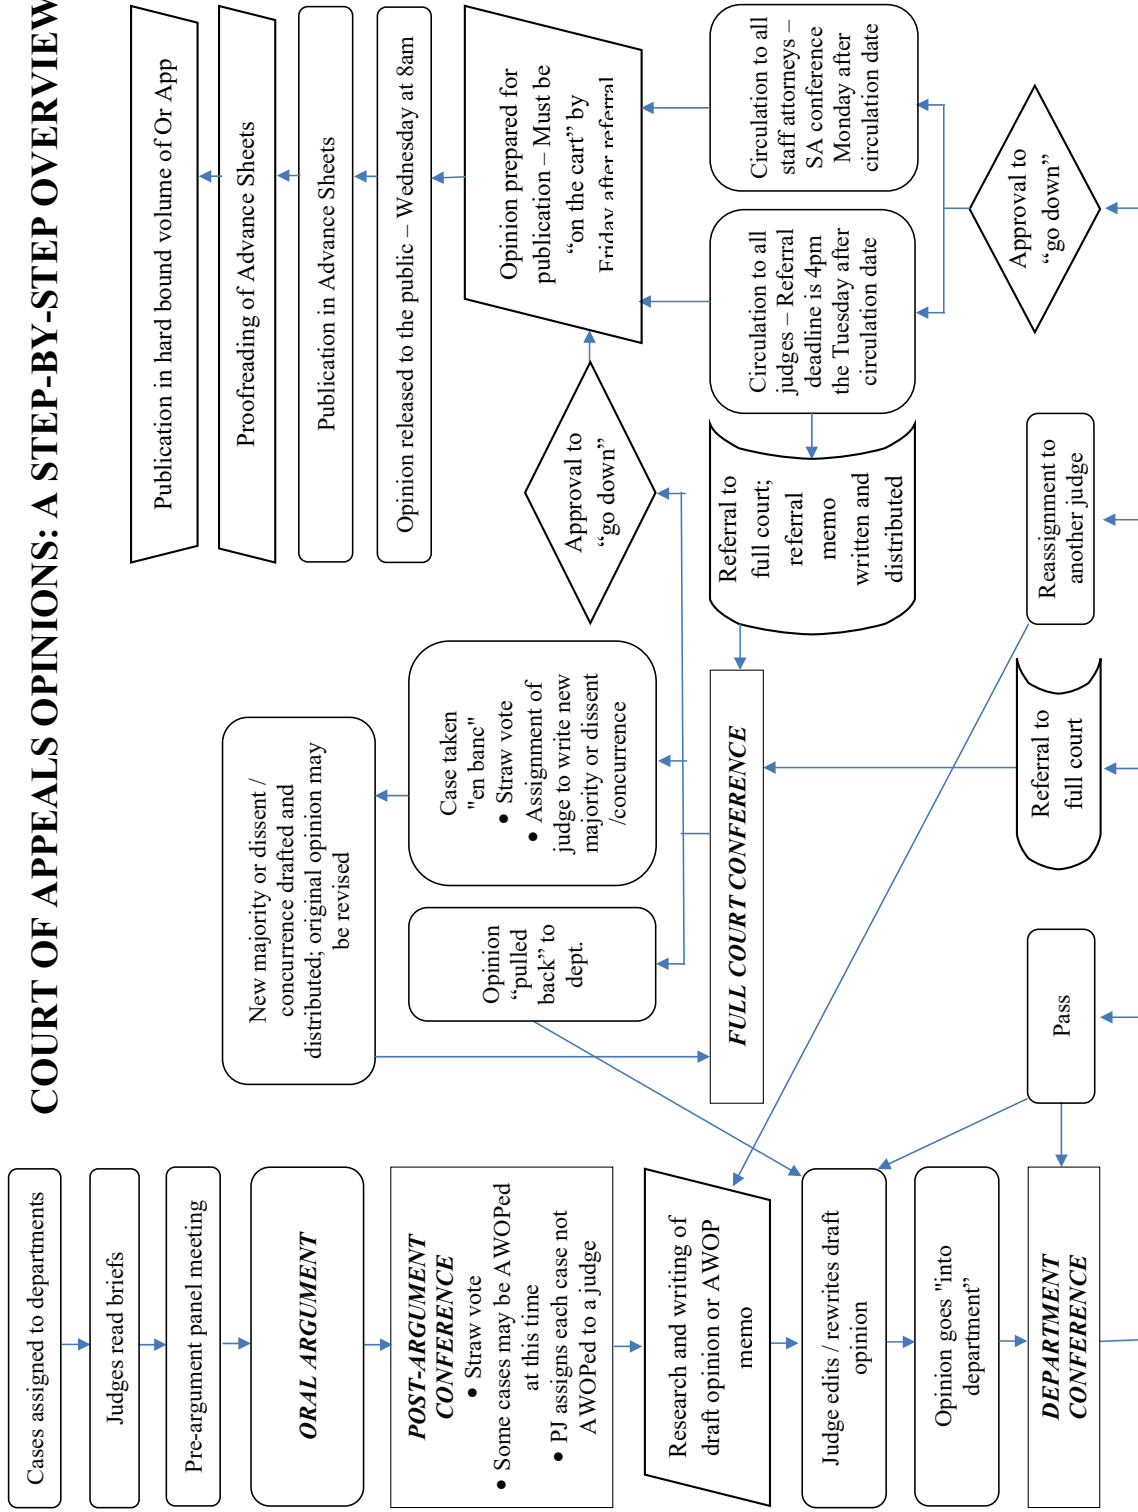 COURT OF APPEALS OPINIONS: A STEP-BY-STEP OVERVIEW
Cases assigned to departments
Judges read briefs
Pre-argument panel meeting
ORAL ARGUMENT
POST-ARGUMENT
CONFERENCE
• Straw vote
• Some cases may be AWOPed
at this time
• PJ assigns each case not
AWOPed to a judge
Research and writing of
draft opinion or AWOP
memo
Judge edits / rewrites draft
opinion
Opinion goes "into
department”
DEPARTMENT
CONFERENCE
Pass
Referral to
full court
Reassignment to
another judge
Approval to
“go down”
New majority or dissent /
concurrence drafted and
distributed; original opinion may
be revised
Opinion
“pulled
back” to
dept.
Case taken
"en banc"
• Straw vote
• Assignment of
judge to write new
majority or dissent
/concurrence
FULL COURT CONFERENCE
Approval to
“go down”
Referral to
full court;
referral
memo
written and
distributed
Circulation to all
judges – Referral
deadline is 4pm
the Tuesday after
circulation date
Circulation to all
staff attorneys –
SA conference
Monday after
circulation date
Opinion prepared for
publication – Must be
“on the cart” by
Friday after referral
Opinion released to the public – Wednesday at 8am
Publication in Advance Sheets
Proofreading of Advance Sheets
Publication in hard bound volume of Or App